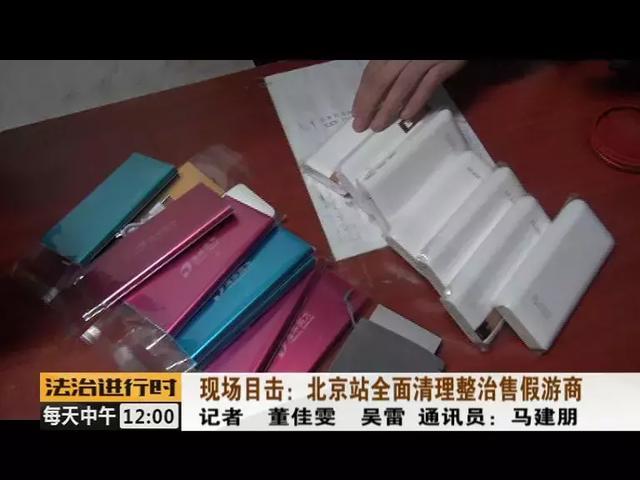 法治进行时
每天中午 12:00
现场目击：北京站全面清理整治售假游商
记者 董佳雯 吴雷 通讯员：马建朋